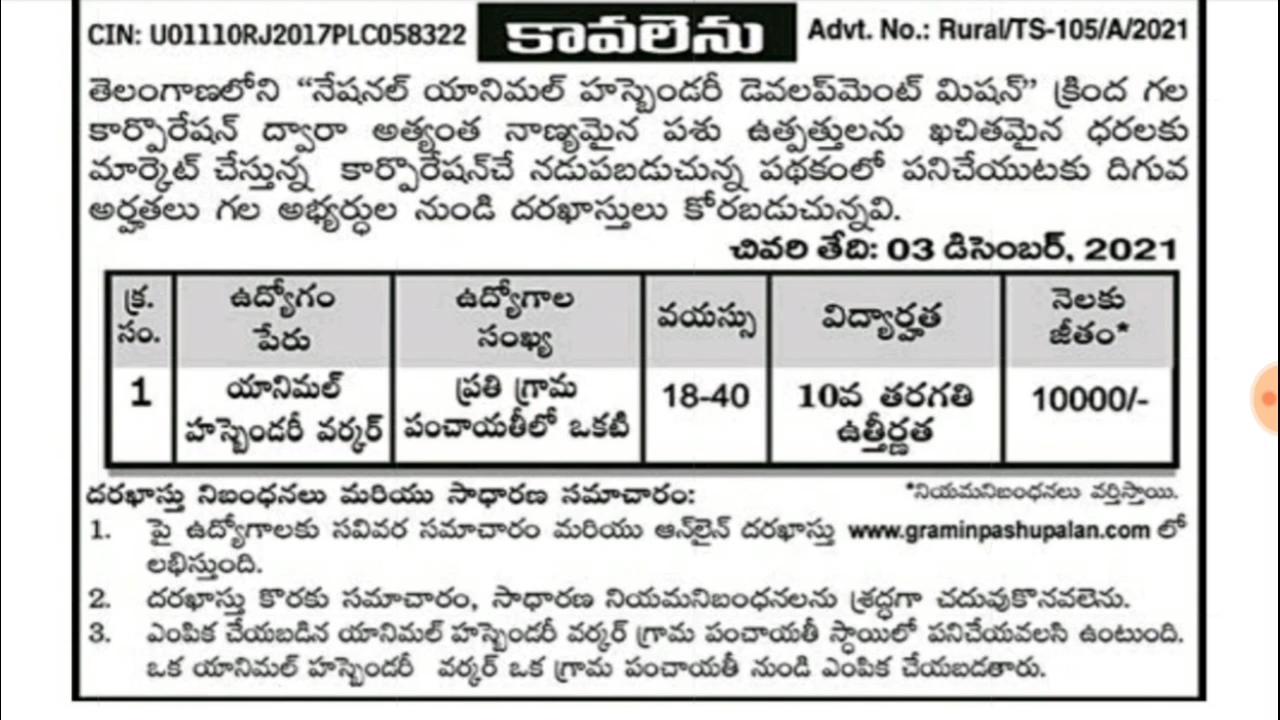 CIN: U01110RJ2017PLC058322 కావలెను Advt. No.: Rural/TS-105/A/2021
తెలంగాణలోని “నేషనల్ యానిమల్ హస్బెండరీ డెవలప్‌మెంట్ మిషన్” క్రింద గల
కార్పొరేషన్ ద్వారా అత్యంత నాణ్యమైన పశు ఉత్పత్తులను ఖచితమైన ధరలకు
మార్కెట్ చేస్తున్న కార్పొరేషన్‌చే నడుపబడుచున్న పథకంలో పనిచేయుటకు దిగువ
అర్హతలు గల అభ్యర్థుల నుండి దరఖాస్తులు కోరబడుచున్నవి.
చివరి తేది: 03 డిసెంబర్, 2021
క్ర. సం. ఉద్యోగం పేరు ఉద్యోగాల సంఖ్య వయస్సు విద్యార్హత నెలకు జీతం*
1 యానిమల్ హస్బెండరీ వర్కర్ ప్రతి గ్రామ పంచాయతీలో ఒకటి 18-40 10వ తరగతి ఉత్తీర్ణత 10000/-
దరఖాస్తు నిబంధనలు మరియు సాధారణ సమాచారం: *నియమనిబంధనలు వర్తిస్తాయి.
1. పై ఉద్యోగాలకు సవివర సమాచారం మరియు ఆన్‌లైన్ దరఖాస్తు www.graminpashupalan.com లో
లభిస్తుంది.
2. దరఖాస్తు కొరకు సమాచారం, సాధారణ నియమనిబంధనలను శ్రద్ధగా చదువుకొనవలెను.
3. ఎంపిక చేయబడిన యానిమల్ హస్బెండరీ వర్కర్ గ్రామ పంచాయతీ స్థాయిలో పనిచేయవలసి ఉంటుంది.
ఒక యానిమల్ హస్బెండరీ వర్కర్ ఒక గ్రామ పంచాయతీ నుండి ఎంపిక చేయబడతారు.